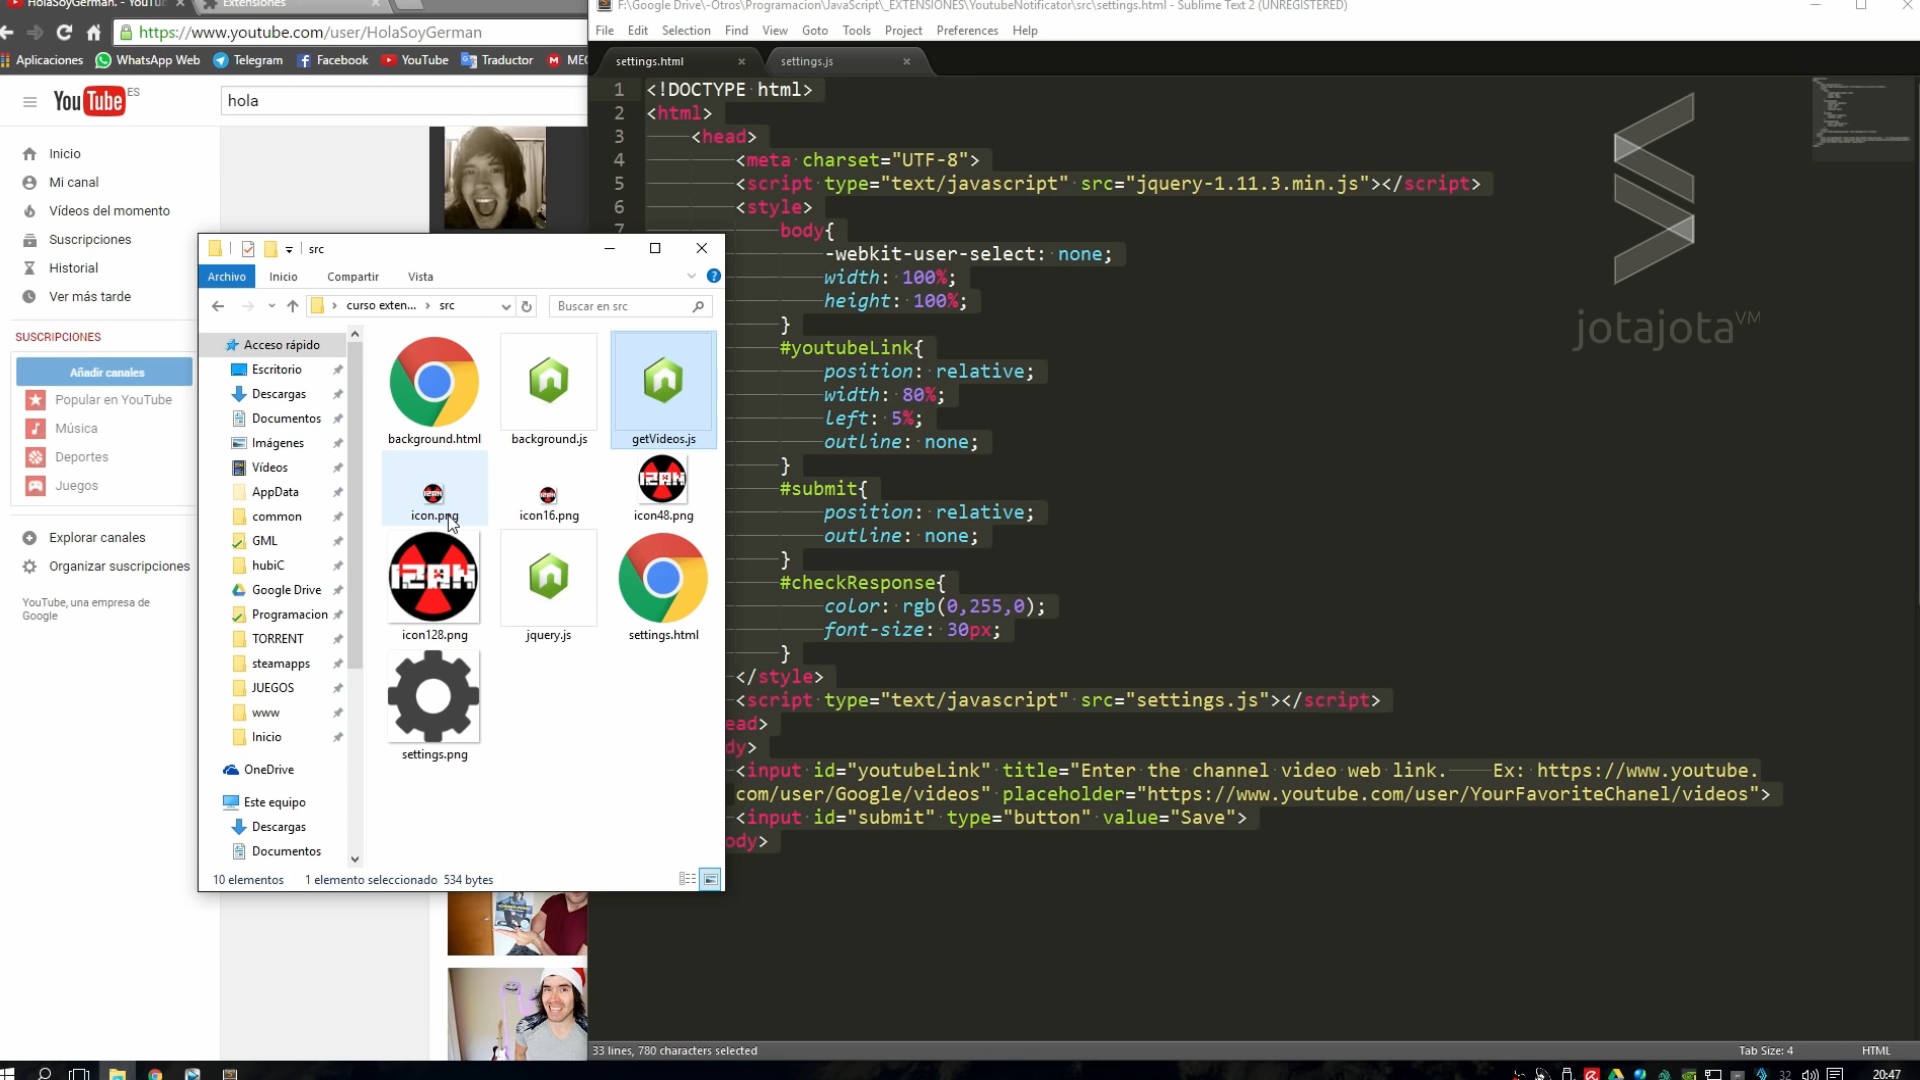 HolaSoyGerman. - YouTu
Extensiones
https://www.youtube.com/user/HolaSoyGerman
Aplicaciones
WhatsApp Web
Telegram
Facebook
YouTube
Traductor
MEG
YouTube ES
hola
Inicio
Mi canal
Vídeos del momento
Suscripciones
Historial
Ver más tarde
SUSCRIPCIONES
Añadir canales
Popular en YouTube
Música
Deportes
Juegos
Explorar canales
Organizar suscripciones
YouTube, una empresa de
Google
src
Archivo
Inicio
Compartir
Vista
curso exten... > src
Buscar en src
Acceso rápido
Escritorio
Descargas
Documentos
Imágenes
Vídeos
AppData
common
GML
hubiC
Google Drive
Programacion
TORRENT
steamapps
JUEGOS
www
Inicio
OneDrive
Este equipo
Descargas
Documentos
background.html
background.js
getVideos.js
IZAN
icon.png
icon16.png
icon48.png
IZAN
icon128.png
jquery.js
settings.html
settings.png
10 elementos
1 elemento seleccionado 534 bytes
F:\Google Drive\-Otros\Programacion\JavaScript\_EXTENSIONES\YoutubeNotificator\src\settings.html - Sublime Text 2 (UNREGISTERED)
File Edit Selection Find View Goto Tools Project Preferences Help
settings.html
settings.js
1 <!DOCTYPE html>
2 <html>
3 <head>
4 <meta charset="UTF-8">
5 <script type="text/javascript" src="jquery-1.11.3.min.js"></script>
6 <style>
7 body{
-webkit-user-select: none;
width: 100%;
height: 100%;
}
#youtubeLink{
position: relative;
width: 80%;
left: 5%;
outline: none;
}
#submit{
position: relative;
outline: none;
}
#checkResponse{
color: rgb(0,255,0);
font-size: 30px;
}
</style>
<script type="text/javascript" src="settings.js"></script>
ead>
dy>
<input id="youtubeLink" title="Enter the channel video web link. Ex: https://www.youtube.
com/user/Google/videos" placeholder="https://www.youtube.com/user/YourFavoriteChanel/videos">
<input id="submit" type="button" value="Save">
ody>
jotajotaVM
33 lines, 780 characters selected
Tab Size: 4
HTML
32
20:47